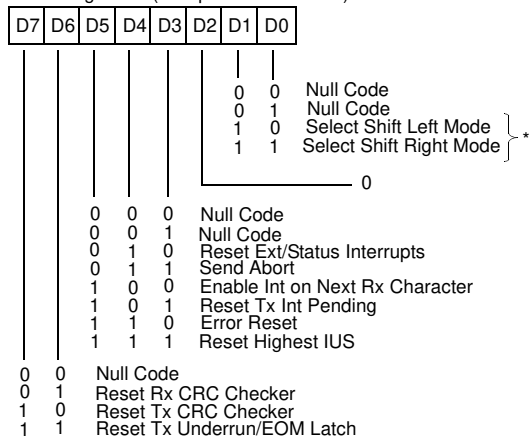 D7 D6 D5 D4 D3 D2 D1 D0
0 0 Null Code
0 1 Null Code
1 0 Select Shift Left Mode
1 1 Select Shift Right Mode
*
0
0 0 0 Null Code
0 0 1 Null Code
0 1 0 Reset Ext/Status Interrupts
0 1 1 Send Abort
1 0 0 Enable Int on Next Rx Character
1 0 1 Reset Tx Int Pending
1 1 0 Error Reset
1 1 1 Reset Highest IUS
0 0 Null Code
0 1 Reset Rx CRC Checker
1 0 Reset Tx CRC Checker
1 1 Reset Tx Underrun/EOM Latch